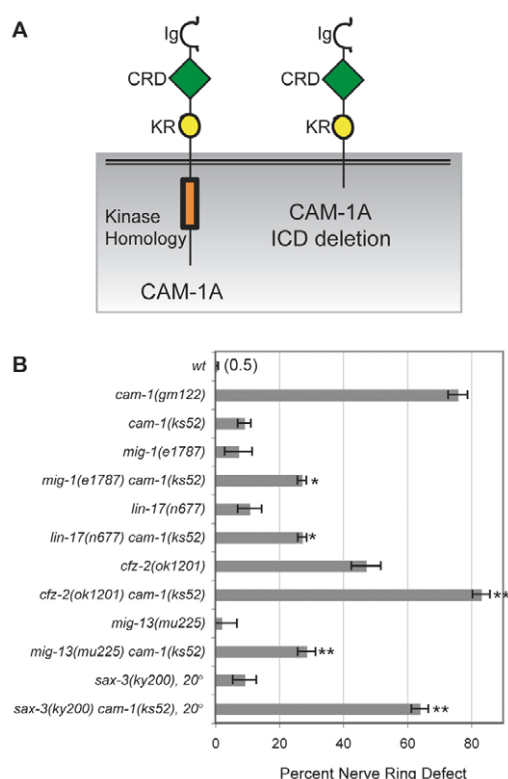 A
Ig
Ig
CRD
CRD
KR
KR
Kinase
Homology
CAM-1A
ICD deletion
CAM-1A
B
wt
(0.5)
cam-1(gm122)
cam-1(ks52)
mig-1(e1787)
mig-1(e1787) cam-1(ks52)
*
lin-17(n677)
lin-17(n677) cam-1(ks52)
*
cfz-2(ok1201)
cfz-2(ok1201) cam-1(ks52)
**
mig-13(mu225)
mig-13(mu225) cam-1(ks52)
**
sax-3(ky200), 20°
sax-3(ky200) cam-1(ks52), 20°
**
0 20 40 60 80
Percent Nerve Ring Defect